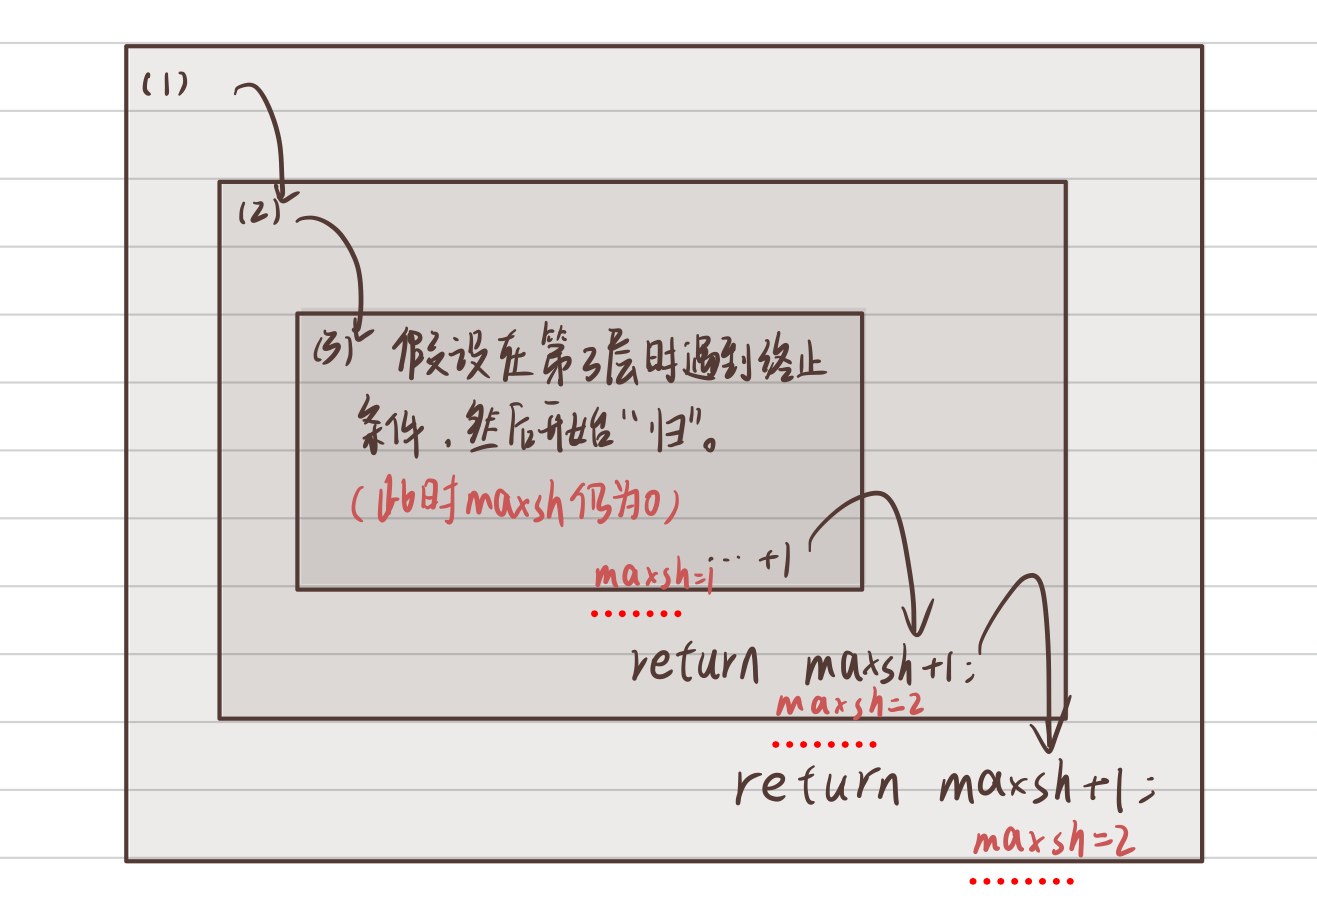 (1)
(2)
(3) 假设在第3层时遇到终止
条件.然后开始“归”。
(此时maxsh仍为0)
maxsh=1 … +1
return maxsh+1;
maxsh=2
return maxsh+1;
maxsh=2